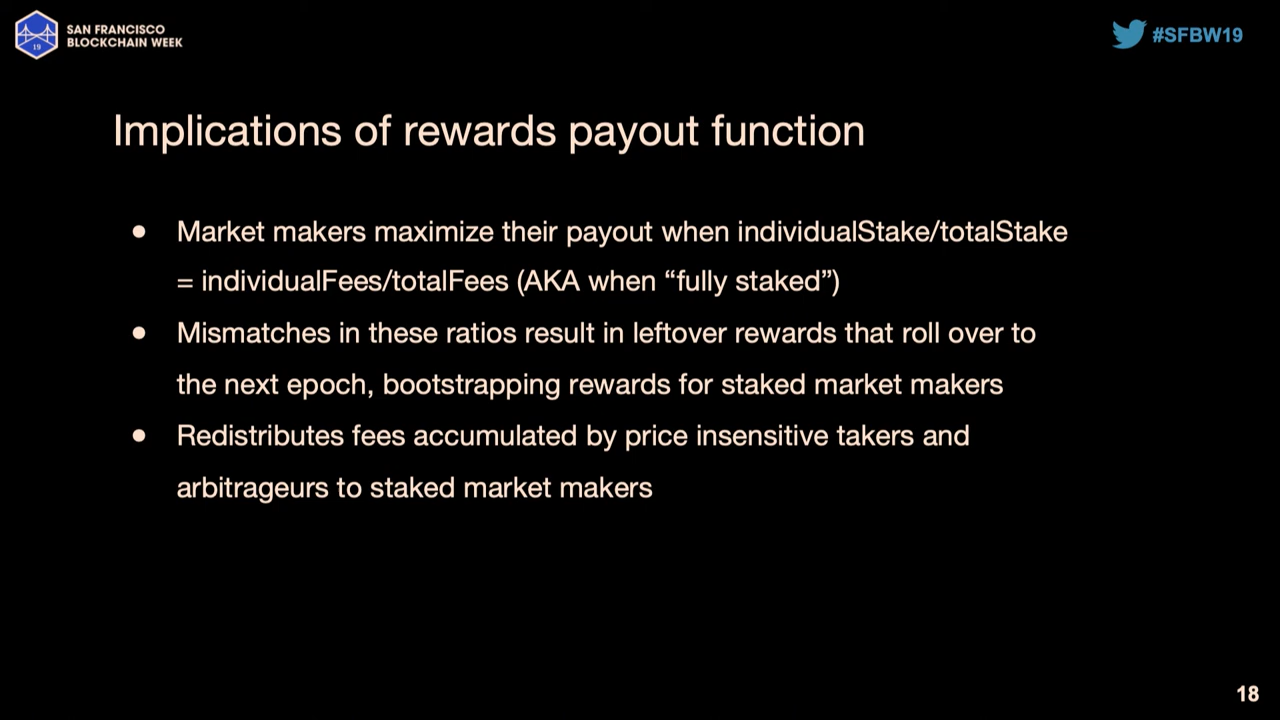 SAN FRANCISCO
BLOCKCHAIN WEEK
19
#SFBW19
Implications of rewards payout function
● Market makers maximize their payout when individualStake/totalStake
= individualFees/totalFees (AKA when “fully staked”)
● Mismatches in these ratios result in leftover rewards that roll over to
the next epoch, bootstrapping rewards for staked market makers
● Redistributes fees accumulated by price insensitive takers and
arbitrageurs to staked market makers
18